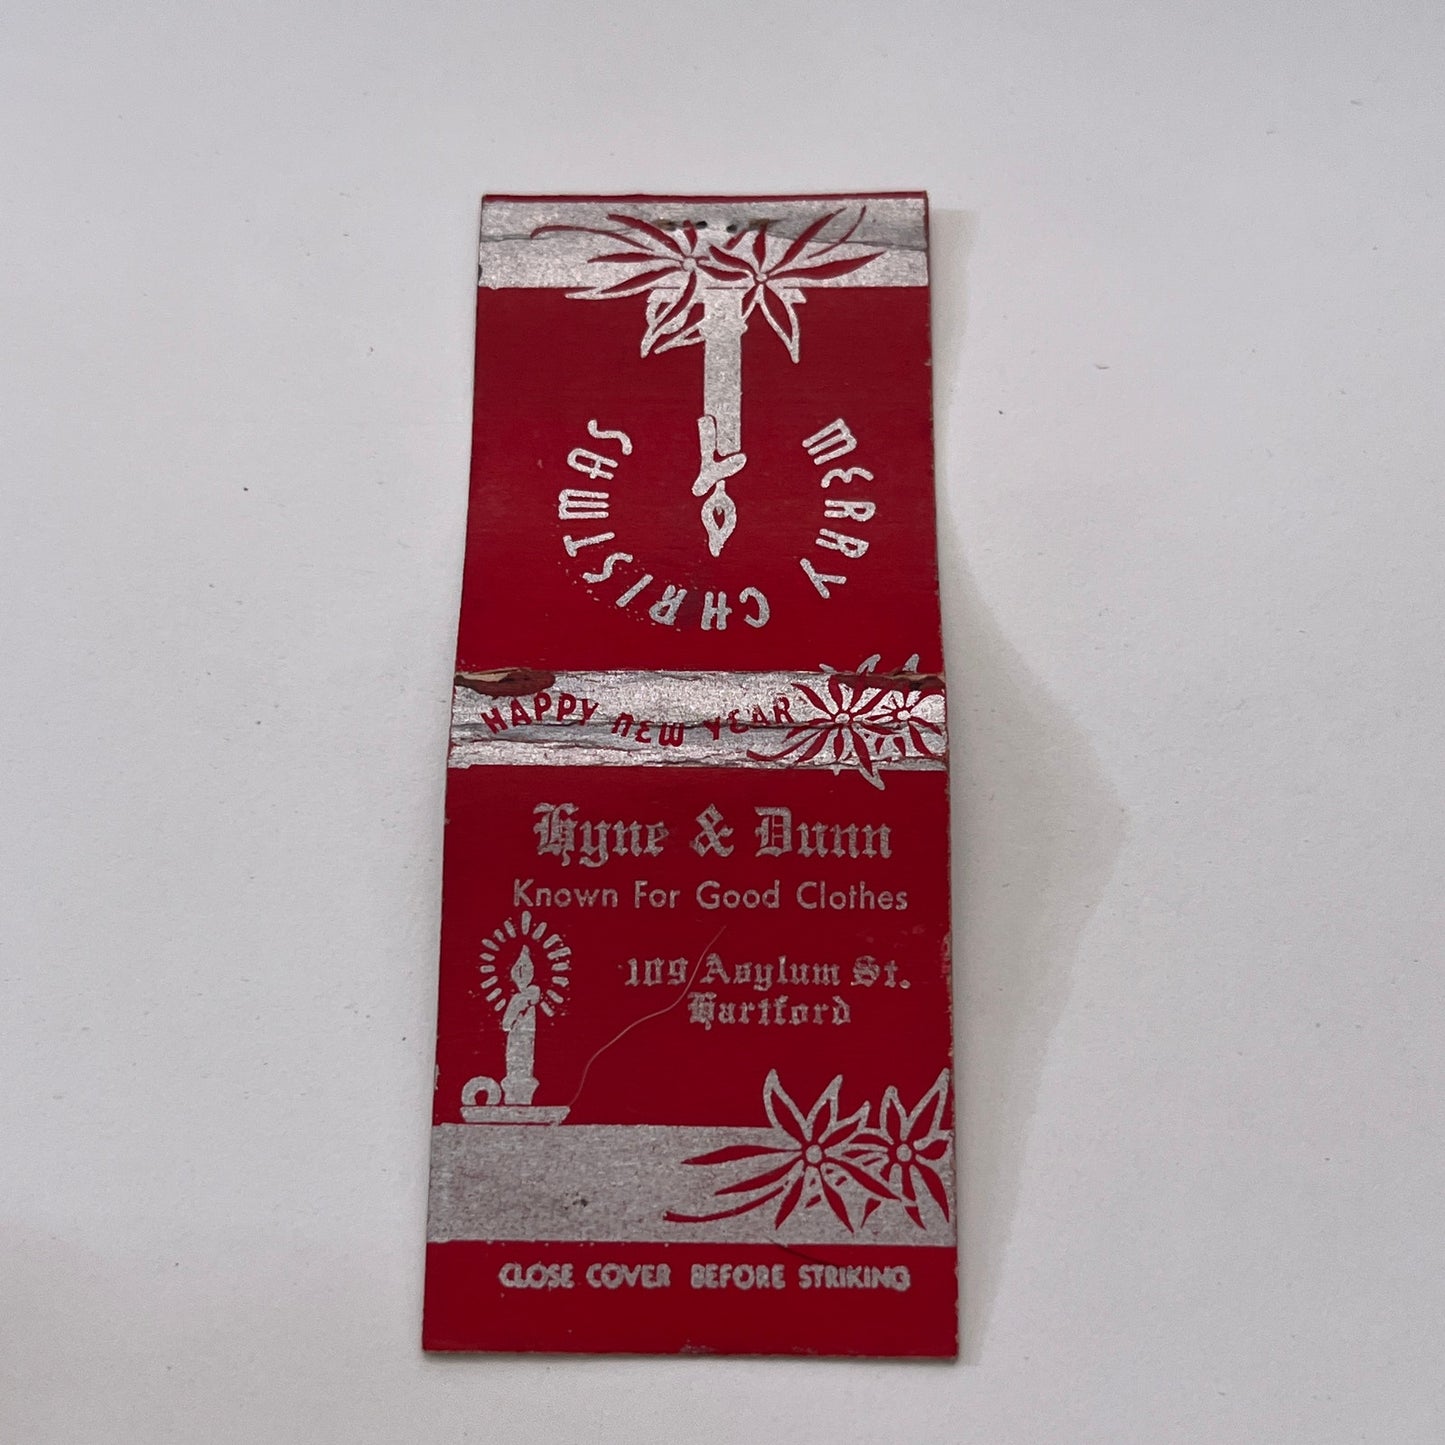 MERRY CHRISTMAS
HAPPY NEW YEAR
Hyne & Dunn
Known For Good Clothes
109 Asylum St.
Hartford
CLOSE COVER BEFORE STRIKING